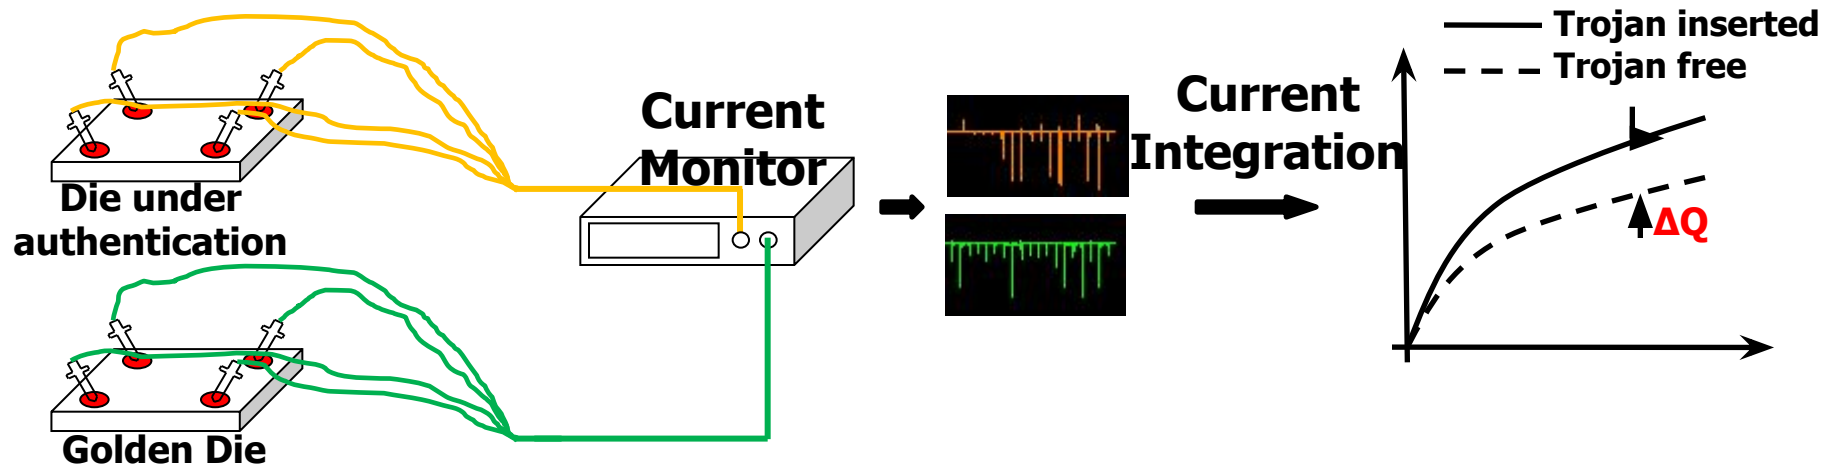 Trojan inserted
Trojan free
Current
Monitor
Current
Integration
Die under
authentication
ΔQ
Golden Die